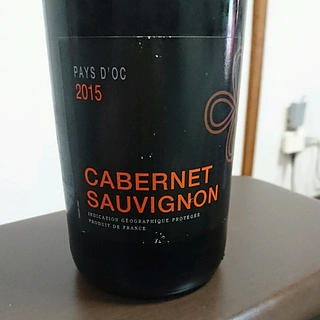 PAYS D'OC
2015
CABERNET
SAUVIGNON
INDICATION GÉOGRAPHIQUE PROTÉGÉE
PRODUIT DE FRANCE